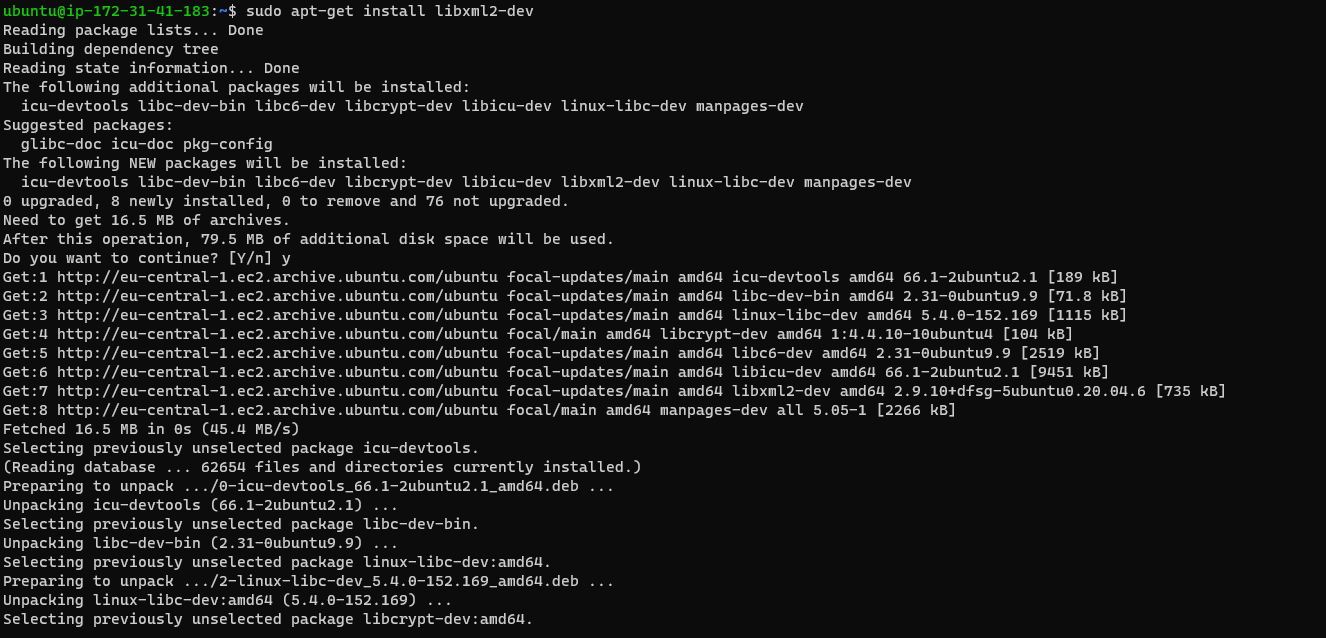 ubuntu@ip-172-31-41-183:~$ sudo apt-get install libxml2-dev
Reading package lists... Done
Building dependency tree
Reading state information... Done
The following additional packages will be installed:
  icu-devtools libc-dev-bin libc6-dev libcrypt-dev libicu-dev linux-libc-dev manpages-dev
Suggested packages:
  glibc-doc icu-doc pkg-config
The following NEW packages will be installed:
  icu-devtools libc-dev-bin libc6-dev libcrypt-dev libicu-dev libxml2-dev linux-libc-dev manpages-dev
0 upgraded, 8 newly installed, 0 to remove and 76 not upgraded.
Need to get 16.5 MB of archives.
After this operation, 79.5 MB of additional disk space will be used.
Do you want to continue? [Y/n] y
Get:1 http://eu-central-1.ec2.archive.ubuntu.com/ubuntu focal-updates/main amd64 icu-devtools amd64 66.1-2ubuntu2.1 [189 kB]
Get:2 http://eu-central-1.ec2.archive.ubuntu.com/ubuntu focal-updates/main amd64 libc-dev-bin amd64 2.31-0ubuntu9.9 [71.8 kB]
Get:3 http://eu-central-1.ec2.archive.ubuntu.com/ubuntu focal-updates/main amd64 linux-libc-dev amd64 5.4.0-152.169 [1115 kB]
Get:4 http://eu-central-1.ec2.archive.ubuntu.com/ubuntu focal/main amd64 libcrypt-dev amd64 1:4.4.10-10ubuntu4 [104 kB]
Get:5 http://eu-central-1.ec2.archive.ubuntu.com/ubuntu focal-updates/main amd64 libc6-dev amd64 2.31-0ubuntu9.9 [2519 kB]
Get:6 http://eu-central-1.ec2.archive.ubuntu.com/ubuntu focal-updates/main amd64 libicu-dev amd64 66.1-2ubuntu2.1 [9451 kB]
Get:7 http://eu-central-1.ec2.archive.ubuntu.com/ubuntu focal-updates/main amd64 libxml2-dev amd64 2.9.10+dfsg-5ubuntu0.20.04.6 [735 kB]
Get:8 http://eu-central-1.ec2.archive.ubuntu.com/ubuntu focal/main amd64 manpages-dev all 5.05-1 [2266 kB]
Fetched 16.5 MB in 0s (45.4 MB/s)
Selecting previously unselected package icu-devtools.
(Reading database ... 62654 files and directories currently installed.)
Preparing to unpack .../0-icu-devtools_66.1-2ubuntu2.1_amd64.deb ...
Unpacking icu-devtools (66.1-2ubuntu2.1) ...
Selecting previously unselected package libc-dev-bin.
Unpacking libc-dev-bin (2.31-0ubuntu9.9) ...
Selecting previously unselected package linux-libc-dev:amd64.
Preparing to unpack .../2-linux-libc-dev_5.4.0-152.169_amd64.deb ...
Unpacking linux-libc-dev:amd64 (5.4.0-152.169) ...
Selecting previously unselected package libcrypt-dev:amd64.